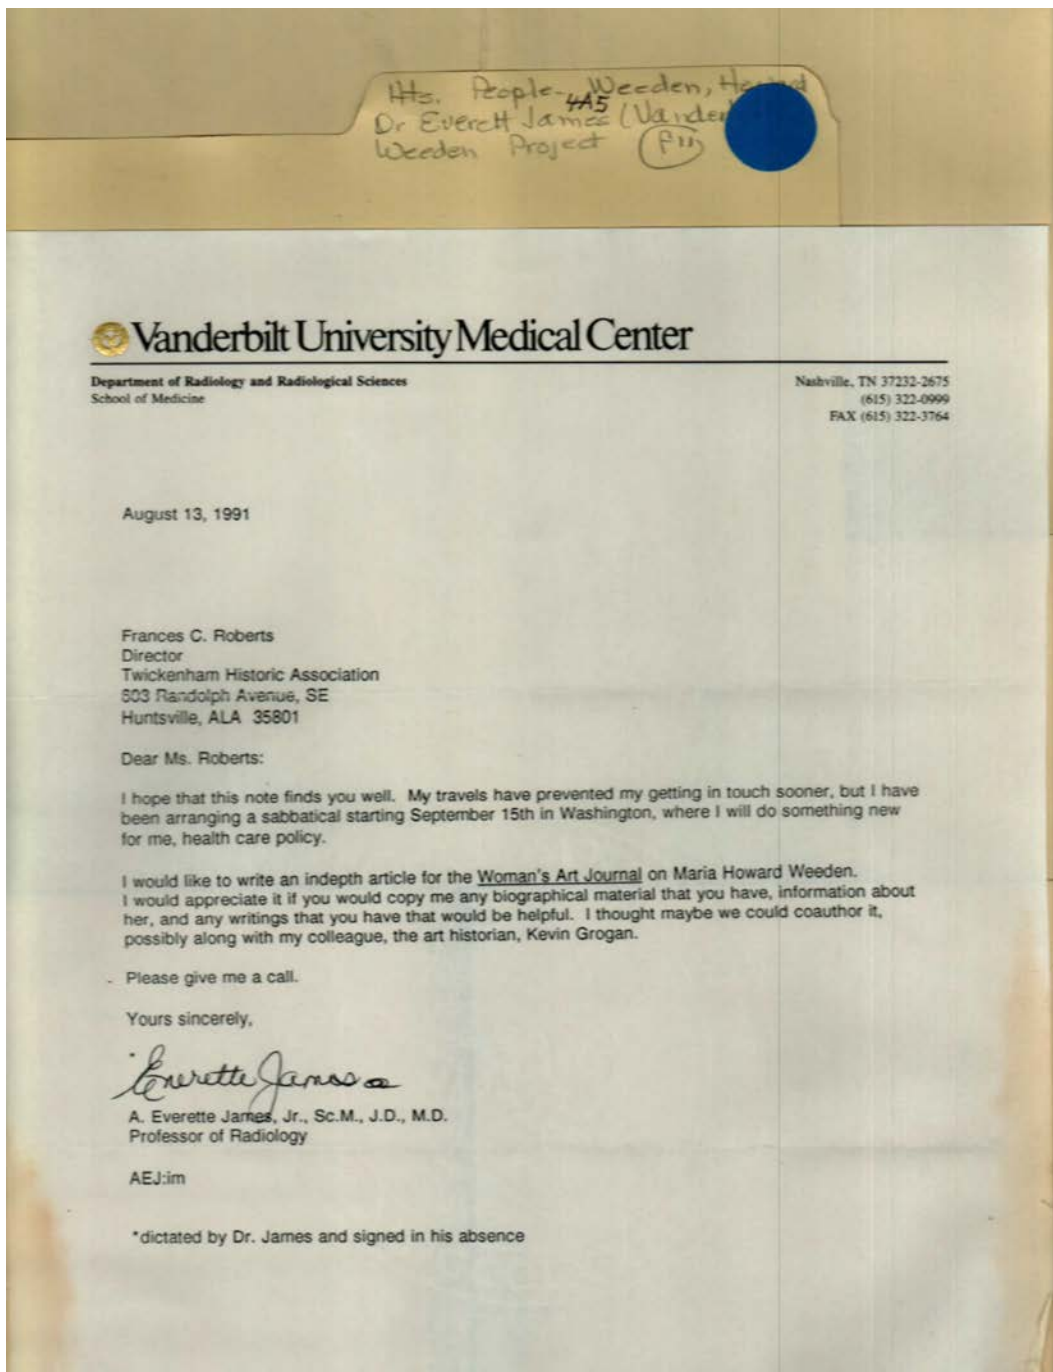 Hts. People- Weeden,
4A5
Dr Everett James
Weeden Project
Vanderbilt University Medical Center
Department of Radiology and Radiological Sciences
School of Medicine
Nashville, TN 37232-2675
(615) 322-0999
FAX (615) 322-3764
August 13, 1991
Frances C. Roberts
Director
Twickenham Historic Association
603 Randolph Avenue, SE
Huntsville, ALA 35801
Dear Ms. Roberts:
I hope that this note finds you well. My travels have prevented my getting in touch sooner, but I have
been arranging a sabbatical starting September 15th in Washington, where I will do something new
for me, health care policy.
I would like to write an indepth article for the Woman's Art Journal on Maria Howard Weeden.
I would appreciate it if you would copy me any biographical material that you have, information about
her, and any writings that you have that would be helpful. I thought maybe we could coauthor it,
possibly along with my colleague, the art historian, Kevin Grogan.
Please give me a call.
Yours sincerely,
Everette James
A. Everette James, Jr., Sc.M., J.D., M.D.
Professor of Radiology
AEJ:im
*dictated by Dr. James and signed in his absence